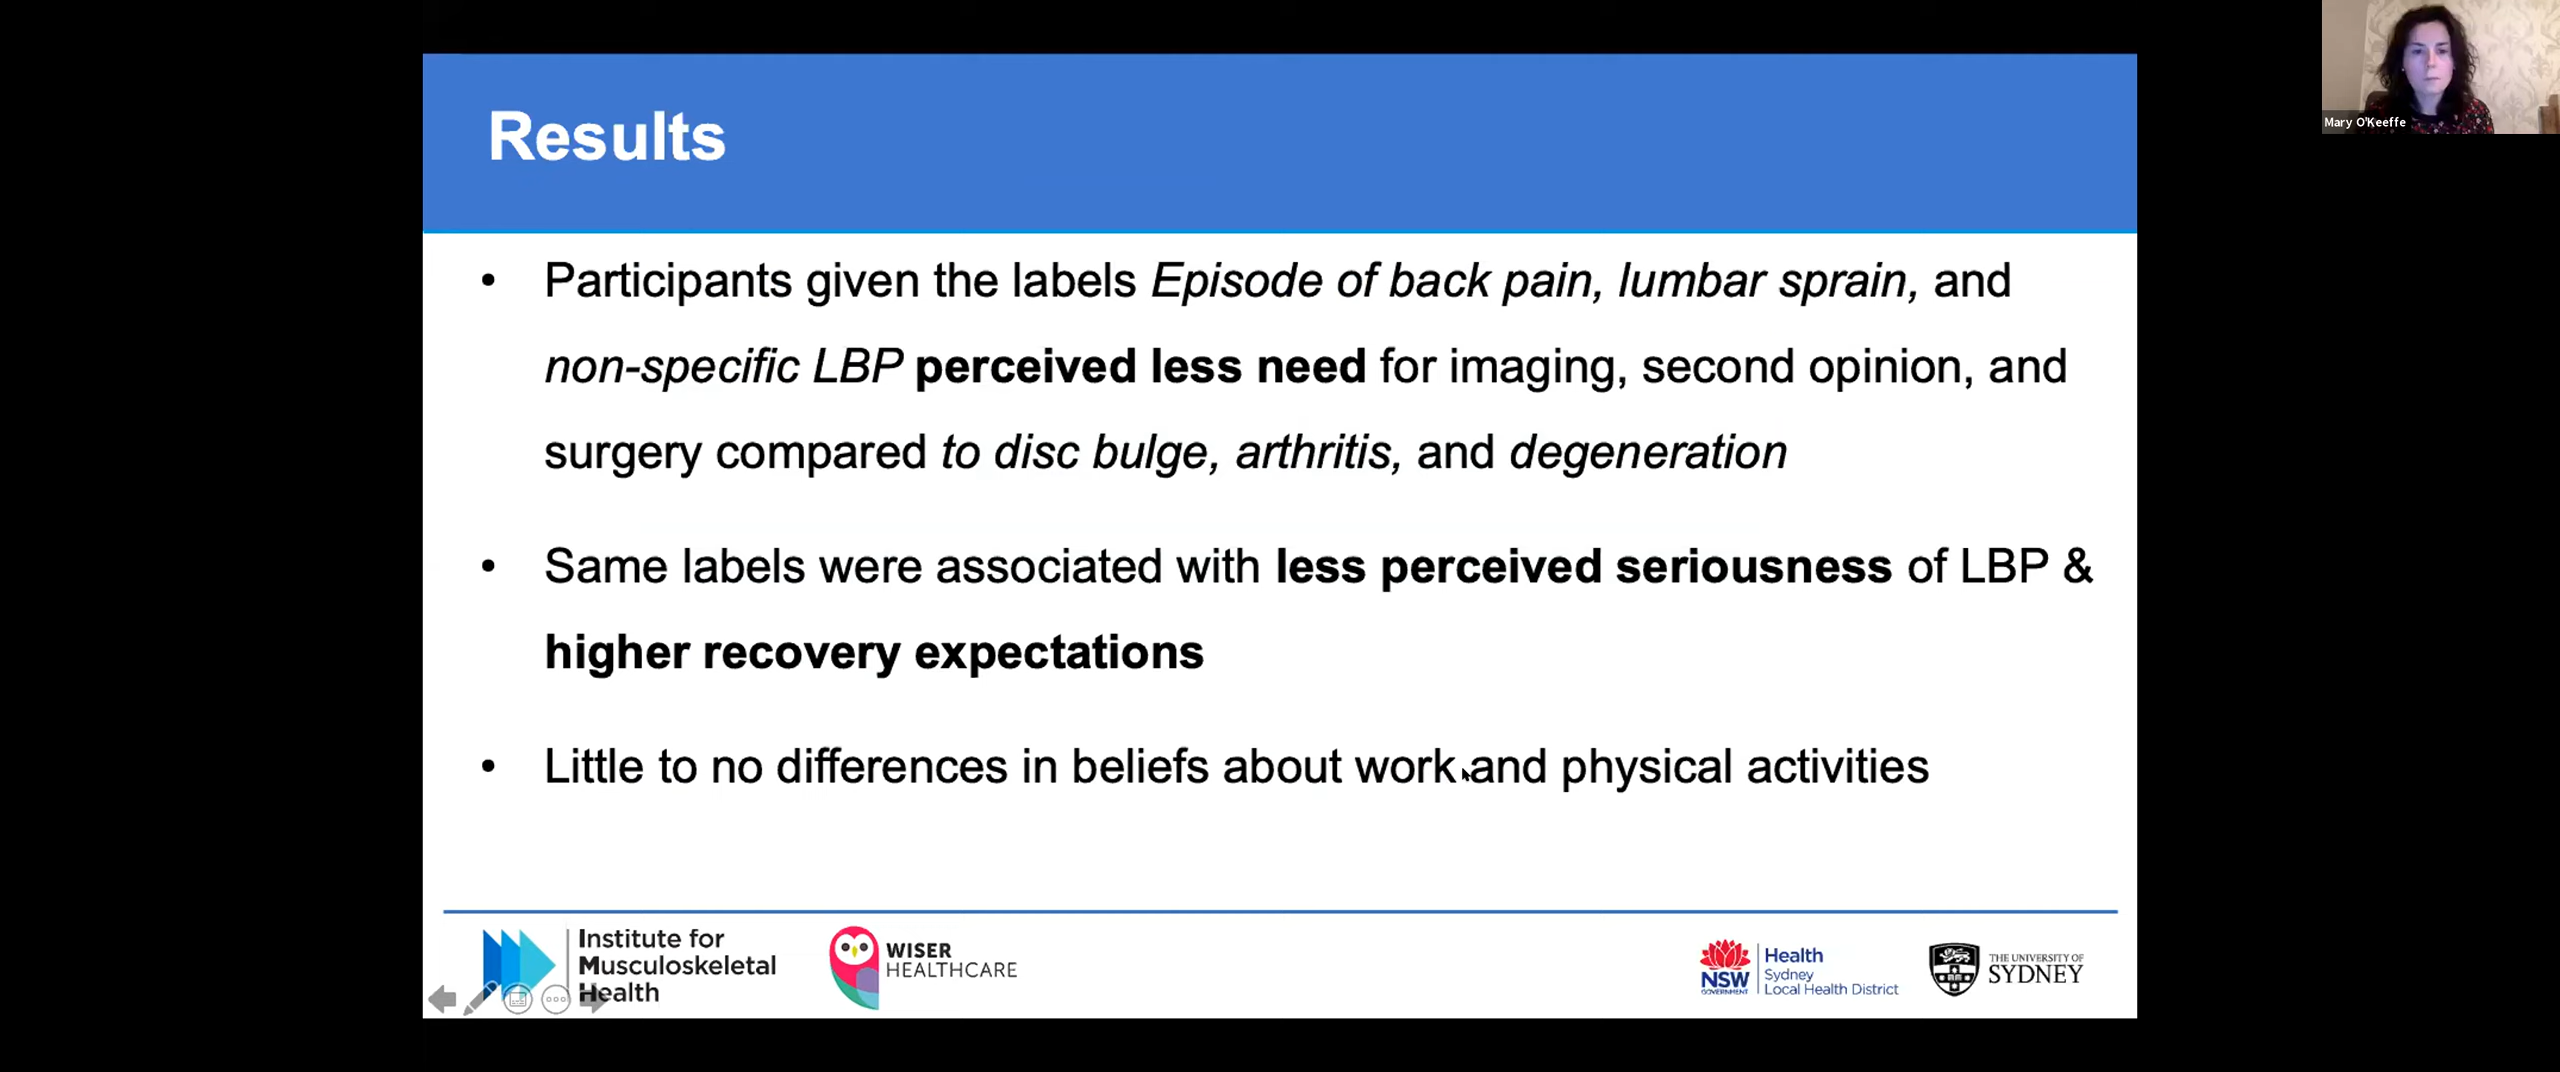 Results
• Participants given the labels Episode of back pain, lumbar sprain, and
non-specific LBP perceived less need for imaging, second opinion, and
surgery compared to disc bulge, arthritis, and degeneration
• Same labels were associated with less perceived seriousness of LBP &
higher recovery expectations
• Little to no differences in beliefs about work and physical activities
Institute for
Musculoskeletal
Health
WISER
HEALTHCARE
NSW
GOVERNMENT
Health
Sydney
Local Health District
THE UNIVERSITY OF
SYDNEY
Mary O'Keeffe